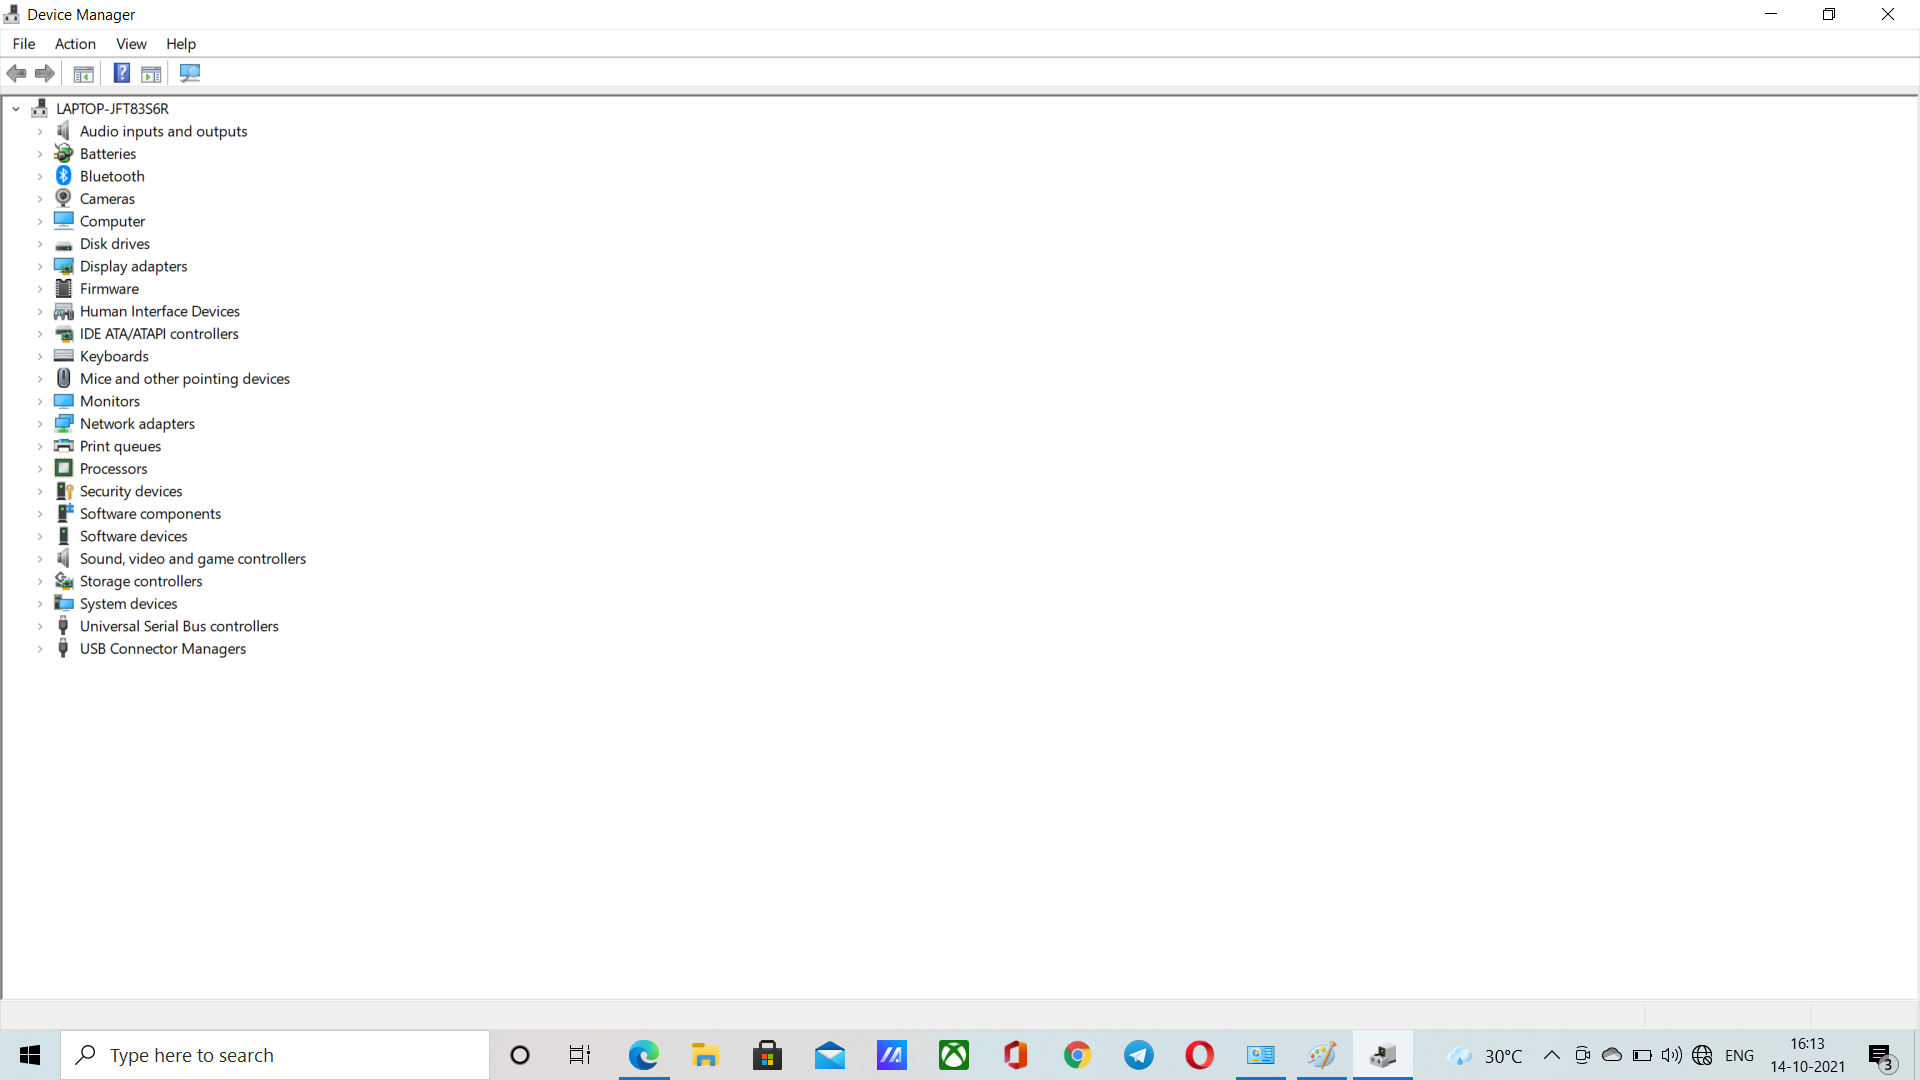 Device Manager
File Action View Help
LAPTOP-JFT83S6R
Audio inputs and outputs
Batteries
Bluetooth
Cameras
Computer
Disk drives
Display adapters
Firmware
Human Interface Devices
IDE ATA/ATAPI controllers
Keyboards
Mice and other pointing devices
Monitors
Network adapters
Print queues
Processors
Security devices
Software components
Software devices
Sound, video and game controllers
Storage controllers
System devices
Universal Serial Bus controllers
USB Connector Managers
Type here to search
30°C
ENG
16:13
14-10-2021
3